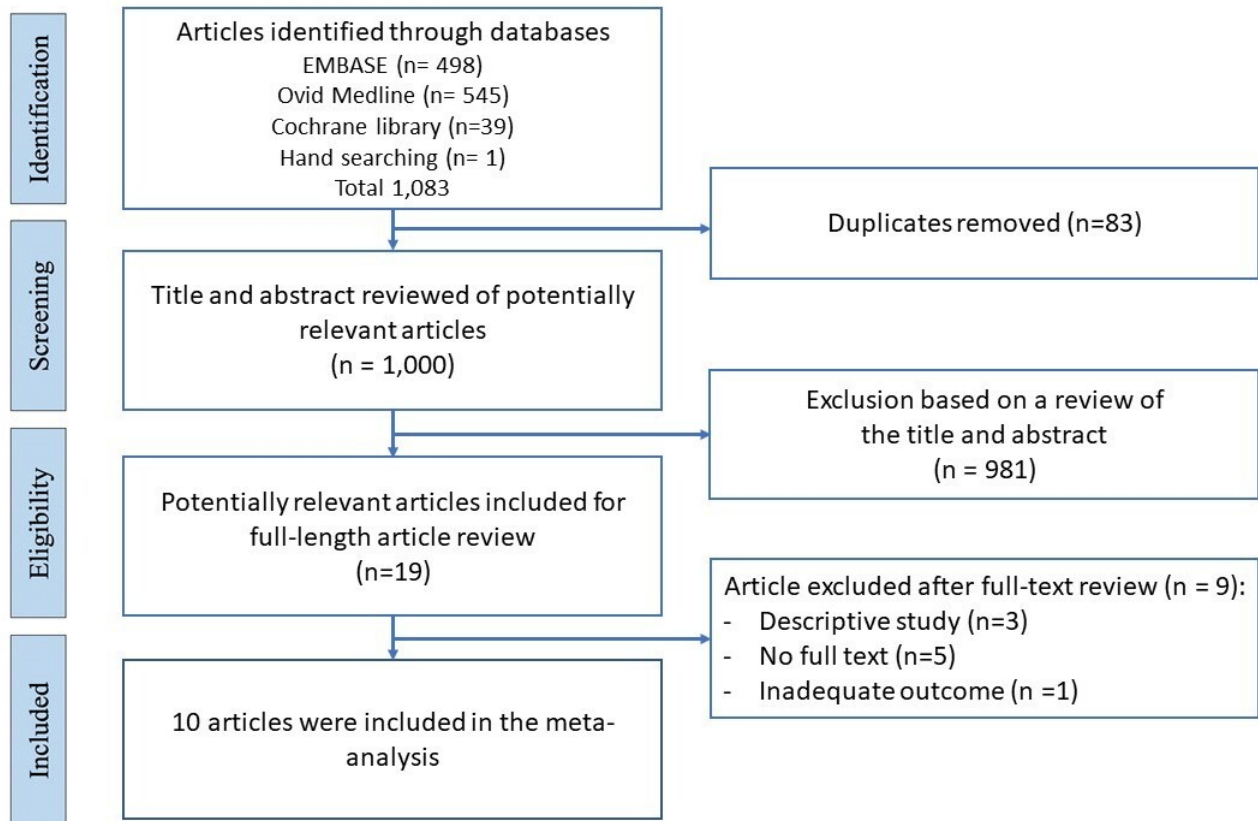 Identification
Articles identified through databases
EMBASE (n= 498)
Ovid Medline (n= 545)
Cochrane library (n=39)
Hand searching (n= 1)
Total 1,083
Duplicates removed (n=83)
Screening
Title and abstract reviewed of potentially
relevant articles
(n = 1,000)
Exclusion based on a review of
the title and abstract
(n = 981)
Eligibility
Potentially relevant articles included for
full-length article review
(n=19)
Article excluded after full-text review (n = 9):
- Descriptive study (n=3)
- No full text (n=5)
- Inadequate outcome (n =1)
Included
10 articles were included in the meta-
analysis